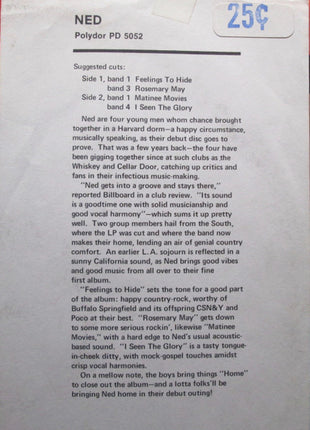 NED
25¢
Polydor PD 5052
Suggested cuts:
Side 1, band 1 Feelings To Hide
band 3 Rosemary May
Side 2, band 1 Matinee Movies
band 4 I Seen The Glory
Ned are four young men whom chance brought
together in a Harvard dorm—a happy circumstance,
musically speaking, as their debut disc goes to
prove. That was a few years back—the four have
been gigging together since at such clubs as the
Whiskey and Cellar Door, catching up critics and
fans in their infectious music-making.
"Ned gets into a groove and stays there,"
reported Billboard in a club review. "Its sound
is a goodtime one with solid musicianship and
good vocal harmony"—which sums it up pretty
well. Two group members hail from the South,
where the LP was cut and where the band now
makes their home, lending an air of genial country
comfort. An earlier L.A. sojourn is reflected in a
sunny California sound, as Ned brings good vibes
and good music from all over to their fine
first album.
"Feelings to Hide" sets the tone for a good part
of the album: happy country-rock, worthy of
Buffalo Springfield and its offspring CSN&Y and
Poco at their best. "Rosemary May" gets down
to some more serious rockin', likewise "Matinee
Movies," with a hard edge to Ned's usual acoustic-
based sound. "I Seen The Glory" is a tasty tongue-
in-cheek ditty, with mock-gospel touches amidst
crisp vocal harmonies.
On a mellow note, the boys bring things "Home"
to close out the album—and a lotta folks'll be
bringing Ned home in their debut outing!